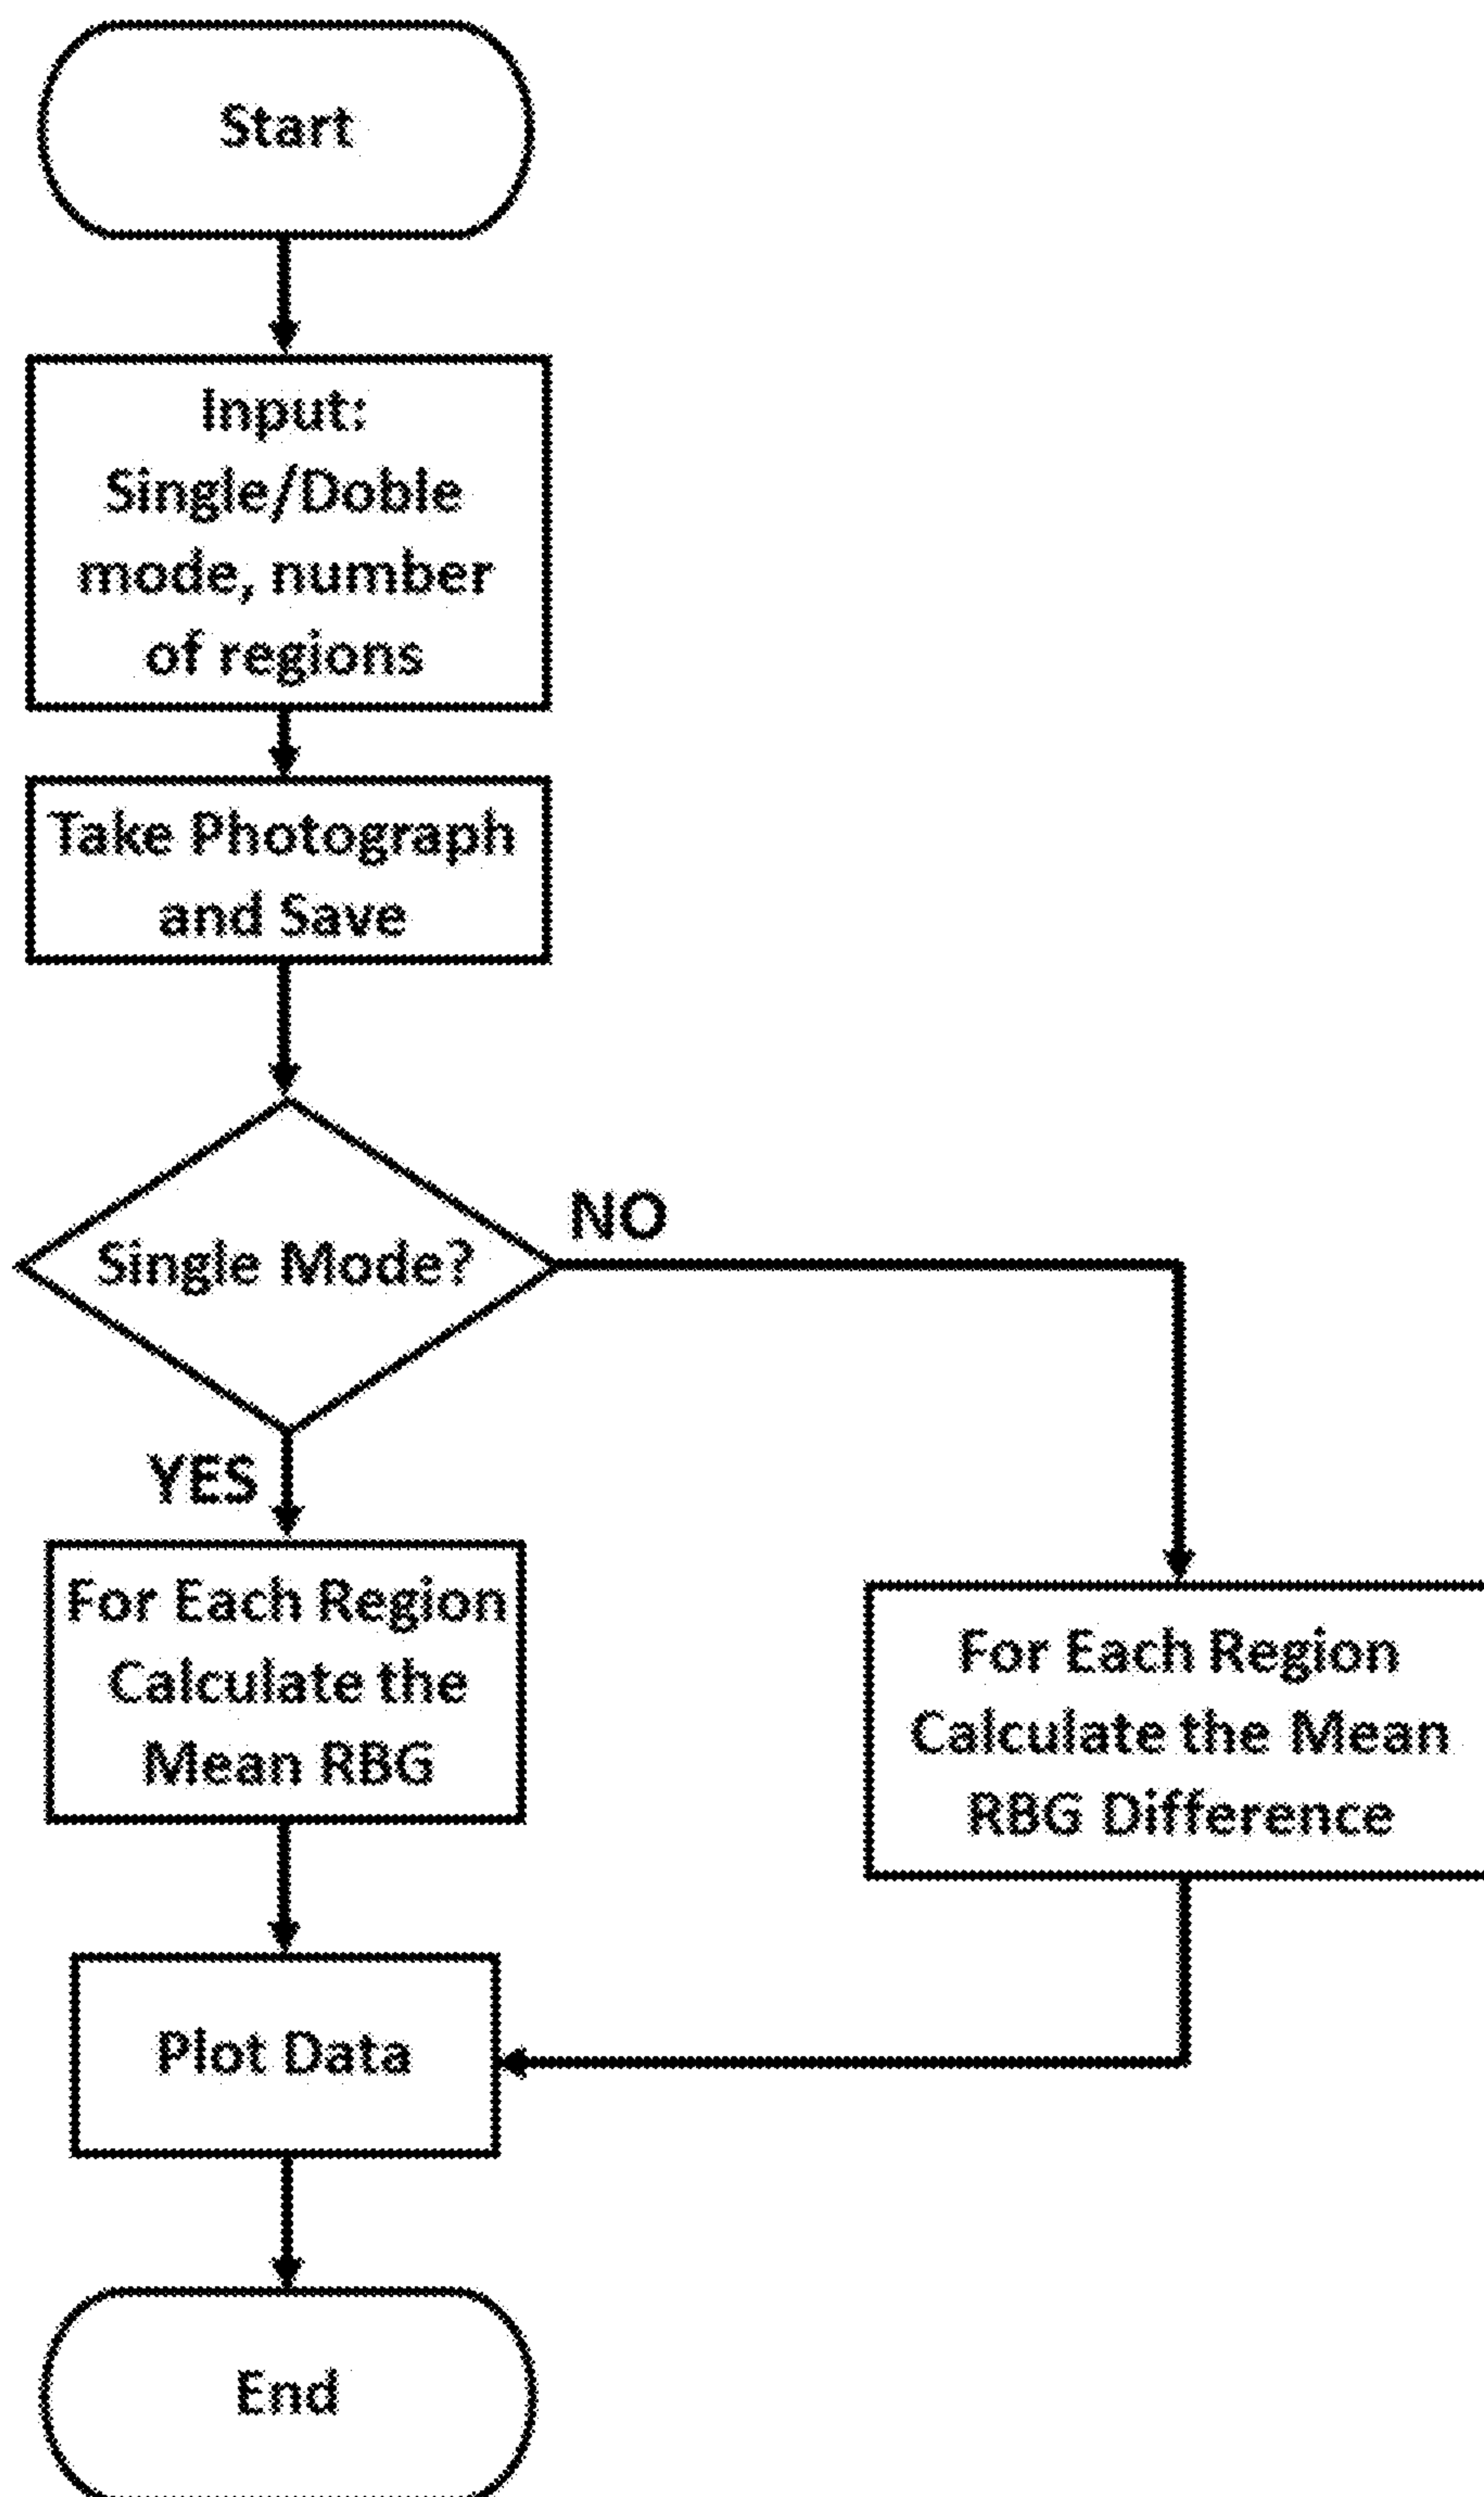 Start
Input:
Single/Doble
mode, number
of regions
Take Photograph
and Save
Single Mode?
NO
YES
For Each Region
Calculate the
Mean RBG
For Each Region
Calculate the Mean
RBG Difference
Plot Data
End